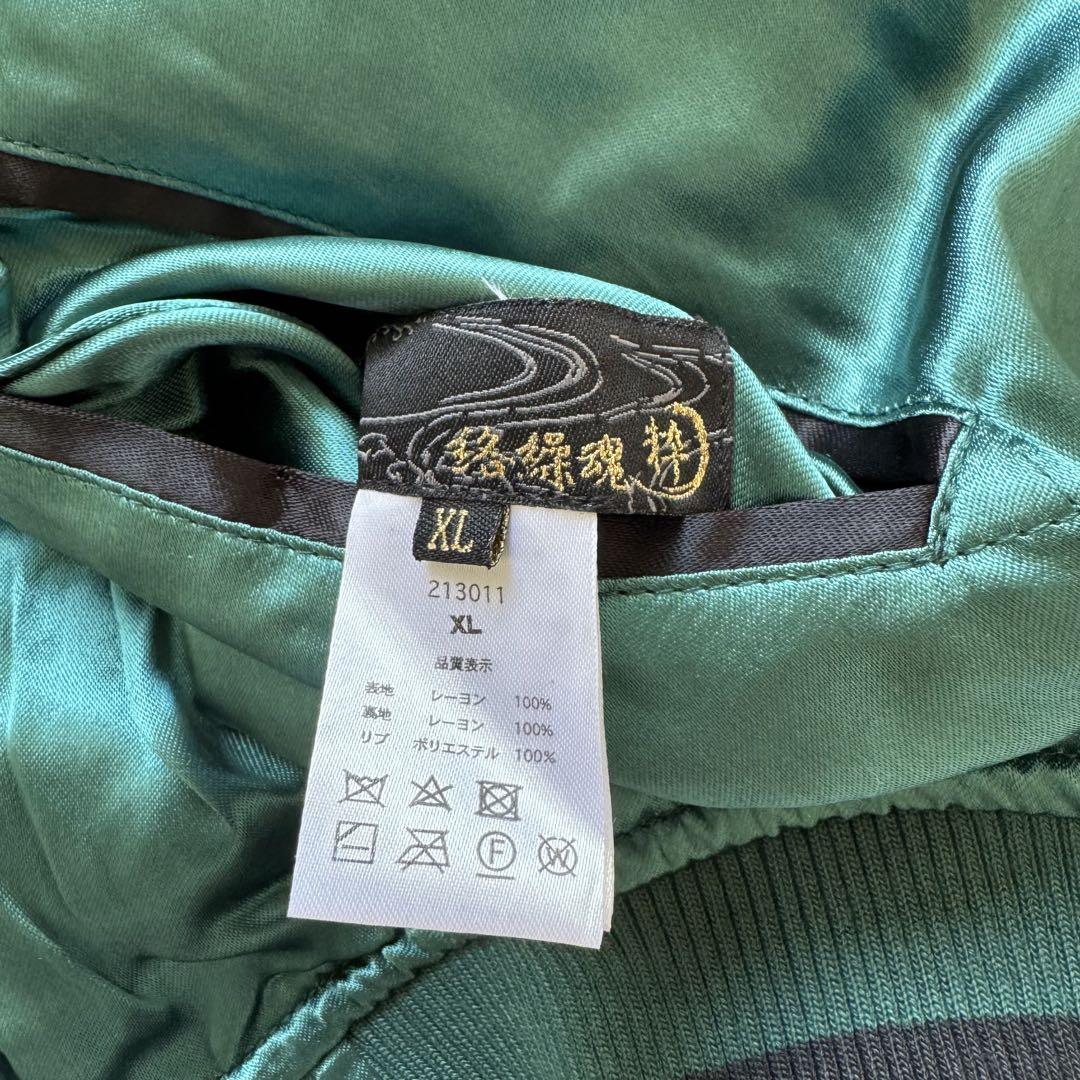 絡繰魂 粋
XL
213011
XL
品質表示
表地 レーヨン 100%
裏地 レーヨン 100%
リブ ポリエステル 100%
F
W